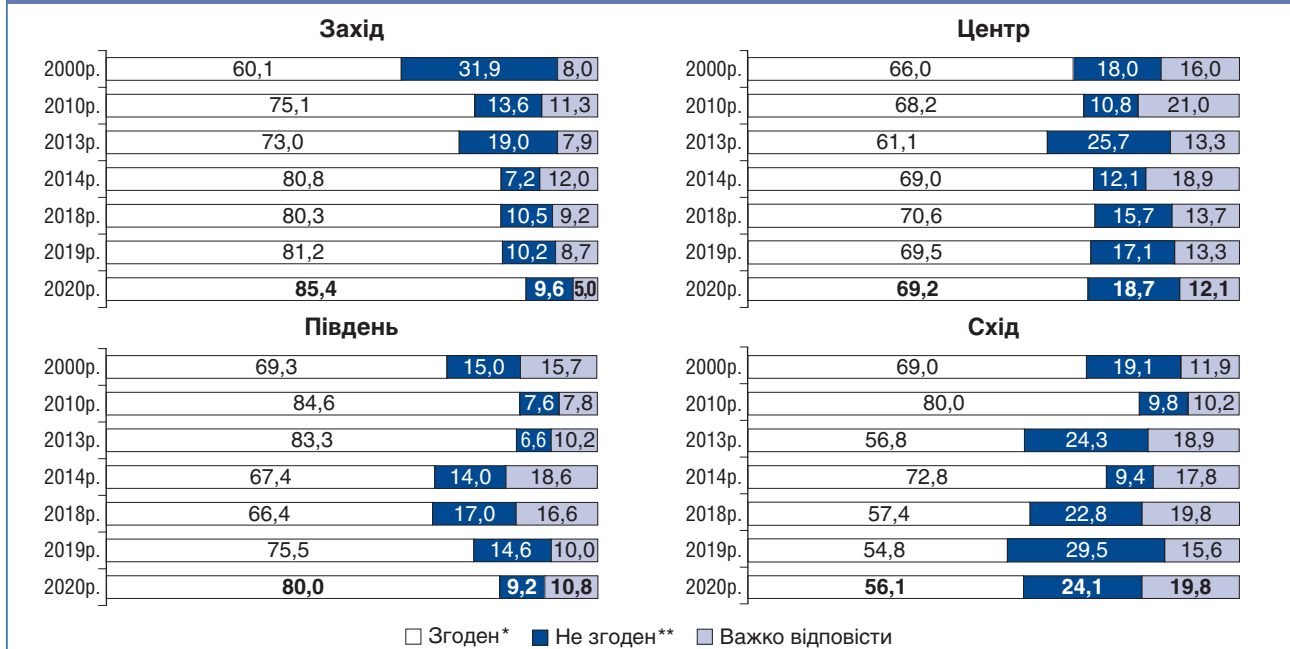 Захід
2000р. 60,1 31,9 8,0
2010р. 75,1 13,6 11,3
2013р. 73,0 19,0 7,9
2014р. 80,8 7,2 12,0
2018р. 80,3 10,5 9,2
2019р. 81,2 10,2 8,7
2020р. 85,4 9,6 5,0
Центр
2000р. 66,0 18,0 16,0
2010р. 68,2 10,8 21,0
2013р. 61,1 25,7 13,3
2014р. 69,0 12,1 18,9
2018р. 70,6 15,7 13,7
2019р. 69,5 17,1 13,3
2020р. 69,2 18,7 12,1
Південь
2000р. 69,3 15,0 15,7
2010р. 84,6 7,6 7,8
2013р. 83,3 6,6 10,2
2014р. 67,4 14,0 18,6
2018р. 66,4 17,0 16,6
2019р. 75,5 14,6 10,0
2020р. 80,0 9,2 10,8
Схід
2000р. 69,0 19,1 11,9
2010р. 80,0 9,8 10,2
2013р. 56,8 24,3 18,9
2014р. 72,8 9,4 17,8
2018р. 57,4 22,8 19,8
2019р. 54,8 29,5 15,6
2020р. 56,1 24,1 19,8
Згоден* Не згоден** Важко відповісти